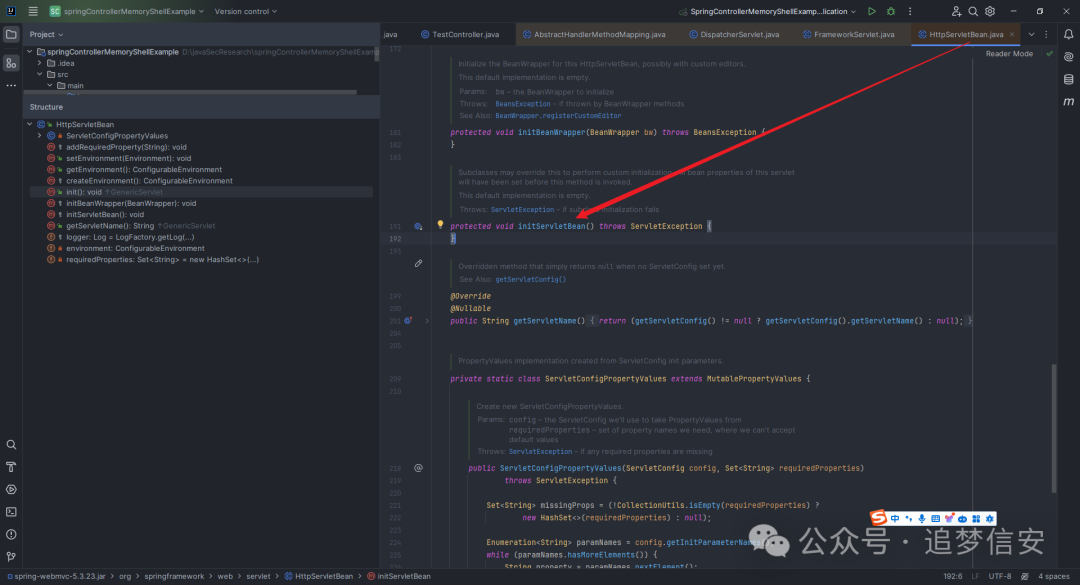 springControllerMemoryShellExample
Version control
SpringControllerMemoryShellExamp...lication
Project
.java
TestController.java
AbstractHandlerMethodMapping.java
DispatcherServlet.java
FrameworkServlet.java
HttpServletBean.java
Reader Mode
springControllerMemoryShellExample D:\javaSecResearch\springControllerMemoryShellExamp
.idea
src
main
Structure
HttpServletBean
ServletConfigPropertyValues
addRequiredProperty(String): void
setEnvironment(Environment): void
getEnvironment(): ConfigurableEnvironment
createEnvironment(): ConfigurableEnvironment
init(): void ↑GenericServlet
initBeanWrapper(BeanWrapper): void
initServletBean(): void
getServletName(): String ↑GenericServlet
logger: Log = LogFactory.getLog(...)
environment: ConfigurableEnvironment
requiredProperties: Set<String> = new HashSet<>(...)
172
Initialize the BeanWrapper for this HttpServletBean, possibly with custom editors.
This default implementation is empty.
Params: bw – the BeanWrapper to initialize
Throws: BeansException – if thrown by BeanWrapper methods
See Also: BeanWrapper.registerCustomEditor
181 protected void initBeanWrapper(BeanWrapper bw) throws BeansException {
182 }
183
Subclasses may override this to perform custom initialization. All bean properties of this servlet
will have been set before this method is invoked.
This default implementation is empty.
Throws: ServletException – if subclass initialization fails
191 protected void initServletBean() throws ServletException {
192 }
193
Overridden method that simply returns null when no ServletConfig set yet.
See Also: getServletConfig()
199 @Override
200 @Nullable
201 public String getServletName() { return (getServletConfig() != null ? getServletConfig().getServletName() : null); }
204
205
PropertyValues implementation created from ServletConfig init parameters.
209 private static class ServletConfigPropertyValues extends MutablePropertyValues {
210
Create new ServletConfigPropertyValues.
Params: config – the ServletConfig we'll use to take PropertyValues from
requiredProperties – set of property names we need, where we can't accept
default values
Throws: ServletException – if any required properties are missing
218 public ServletConfigPropertyValues(ServletConfig config, Set<String> requiredProperties)
219 throws ServletException {
220
221 Set<String> missingProps = (!CollectionUtils.isEmpty(requiredProperties) ?
222 new HashSet<>(requiredProperties) : null);
223
224 Enumeration<String> paramNames = config.getInitParameterNames
225 while (paramNames.hasMoreElements()) {
String property = paramNames.nextElement();
中
公众号 · 追梦信安
spring-webmvc-5.3.23.jar > org > springframework > web > servlet > HttpServletBean > initServletBean
192:6 LF UTF-8 4 spaces